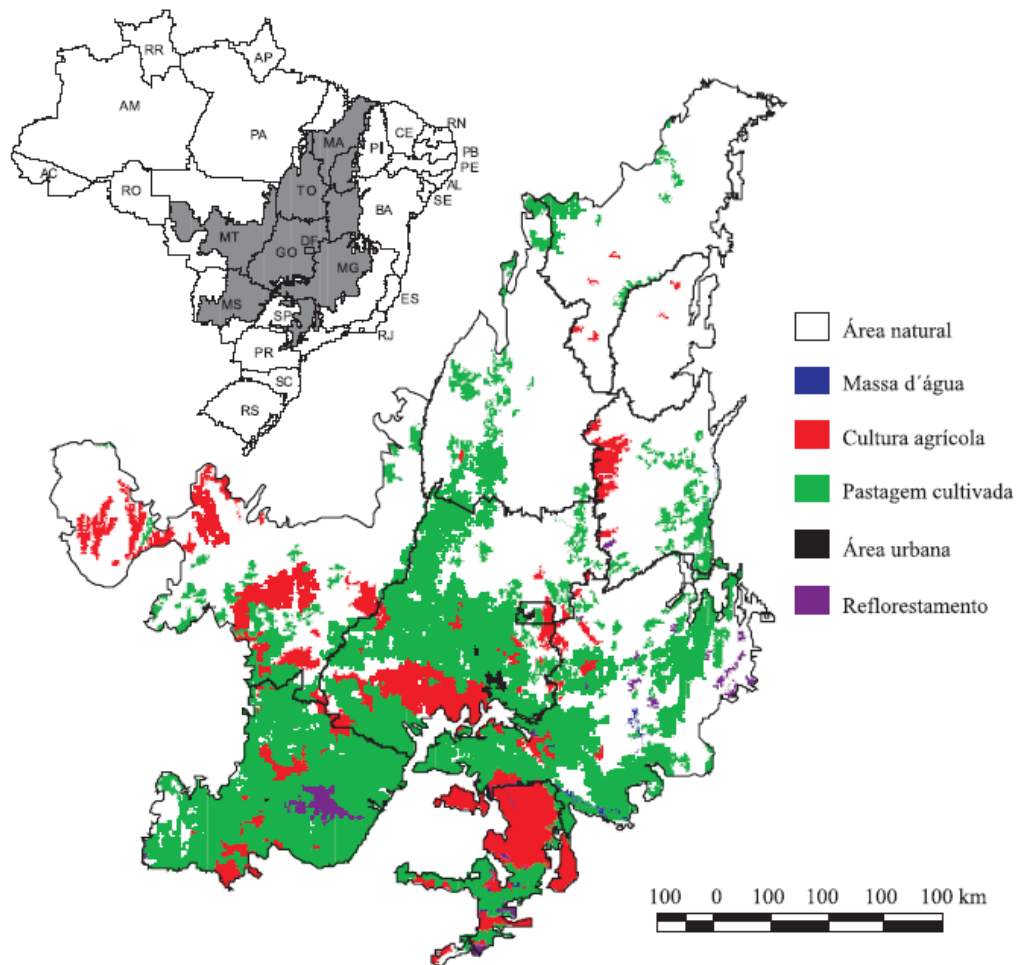 RR
AP
AM
PA
MA
CE
RN
PI
PB
PE
AC
TO
AL
RO
SE
BA
MT
DF
GO
MG
MS
ES
SP
RJ
PR
SC
RS
Área natural
Massa d´água
Cultura agrícola
Pastagem cultivada
Área urbana
Reflorestamento
100 0 100 100 100 100 km